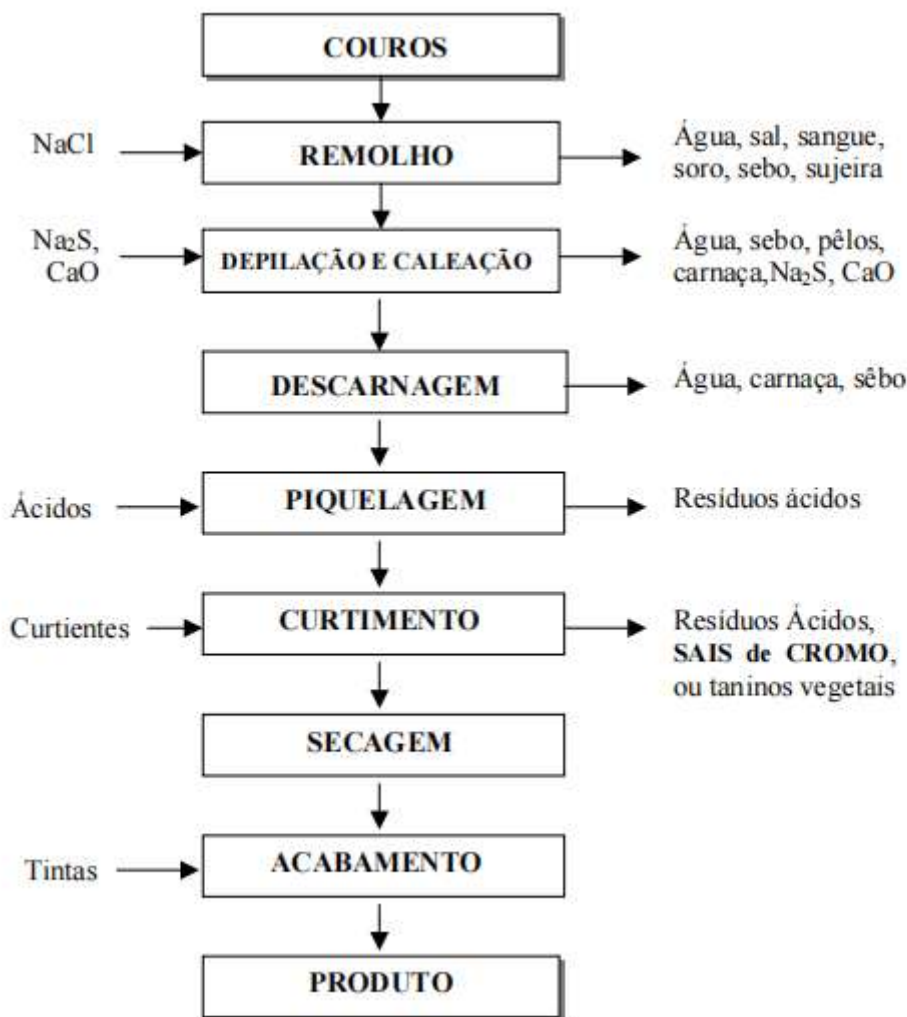 COUROS
NaCl
REMOLHO
Água, sal, sangue,
soro, sebo, sujeira
Na₂S,
CaO
DEPILAÇÃO E CALEAÇÃO
Água, sebo, pêlos,
carnaça,Na₂S, CaO
DESCARNAGEM
Água, carnaça, sêbo
Ácidos
PIQUELAGEM
Resíduos ácidos
Curtientes
CURTIMENTO
Resíduos Ácidos,
SAIS de CROMO,
ou taninos vegetais
SECAGEM
Tintas
ACABAMENTO
PRODUTO